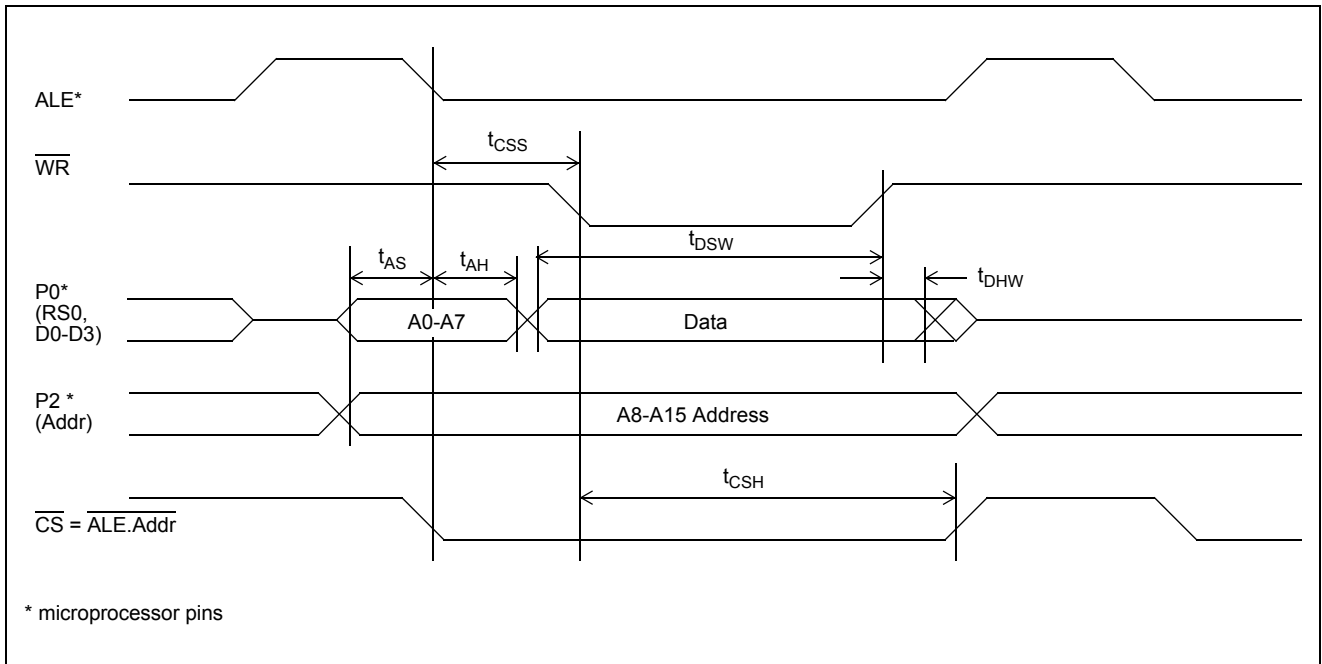 ALE*
tCSS
WR
tDSW
tAS
tAH
tDHW
P0*
(RS0,
D0-D3)
A0-A7
Data
P2 *
(Addr)
A8-A15 Address
tCSH
CS = ALE.Addr
* microprocessor pins